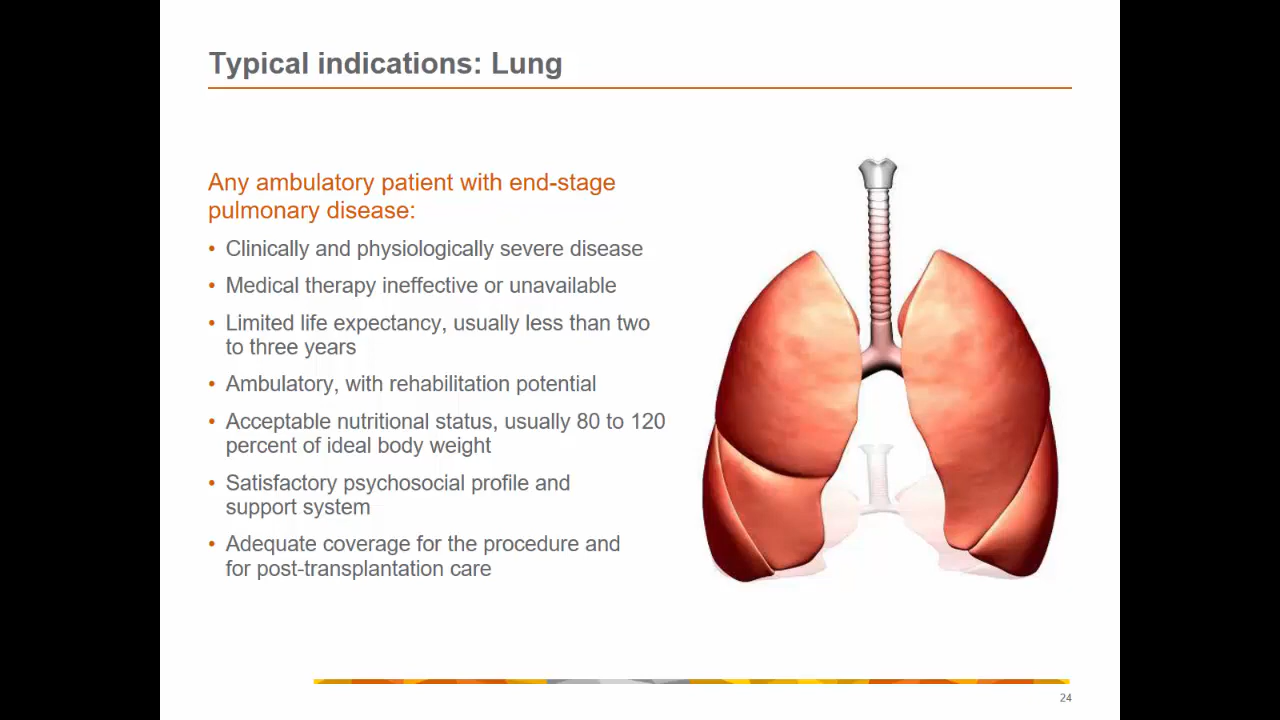 Typical indications: Lung
Any ambulatory patient with end-stage
pulmonary disease:
• Clinically and physiologically severe disease
• Medical therapy ineffective or unavailable
• Limited life expectancy, usually less than two
to three years
• Ambulatory, with rehabilitation potential
• Acceptable nutritional status, usually 80 to 120
percent of ideal body weight
• Satisfactory psychosocial profile and
support system
• Adequate coverage for the procedure and
for post-transplantation care
24